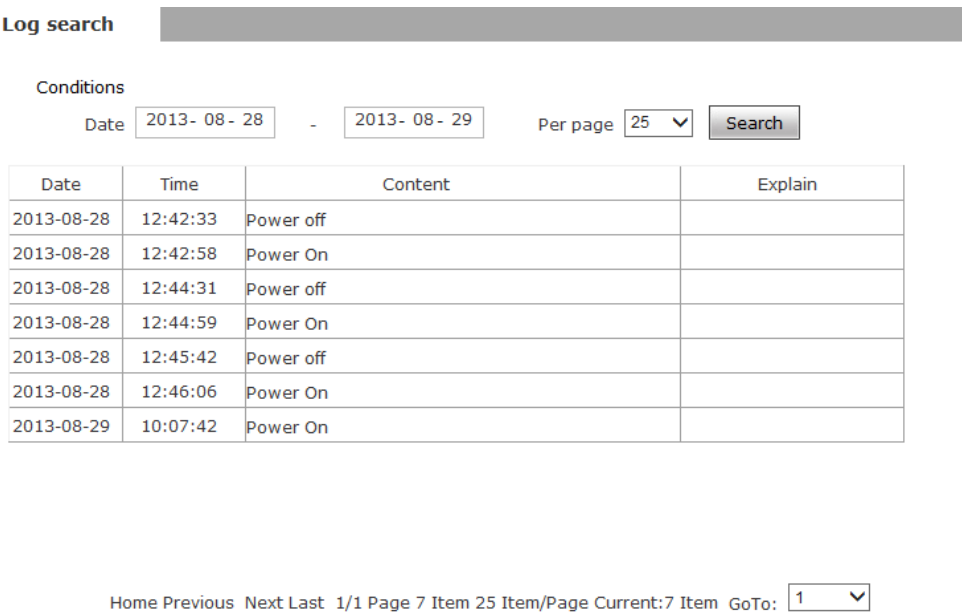 Log search
Conditions
Date 2013- 08 - 28 - 2013- 08 - 29 Per page 25 Search
Date Time Content Explain
2013-08-28 12:42:33 Power off
2013-08-28 12:42:58 Power On
2013-08-28 12:44:31 Power off
2013-08-28 12:44:59 Power On
2013-08-28 12:45:42 Power off
2013-08-28 12:46:06 Power On
2013-08-29 10:07:42 Power On
Home Previous Next Last 1/1 Page 7 Item 25 Item/Page Current:7 Item GoTo: 1